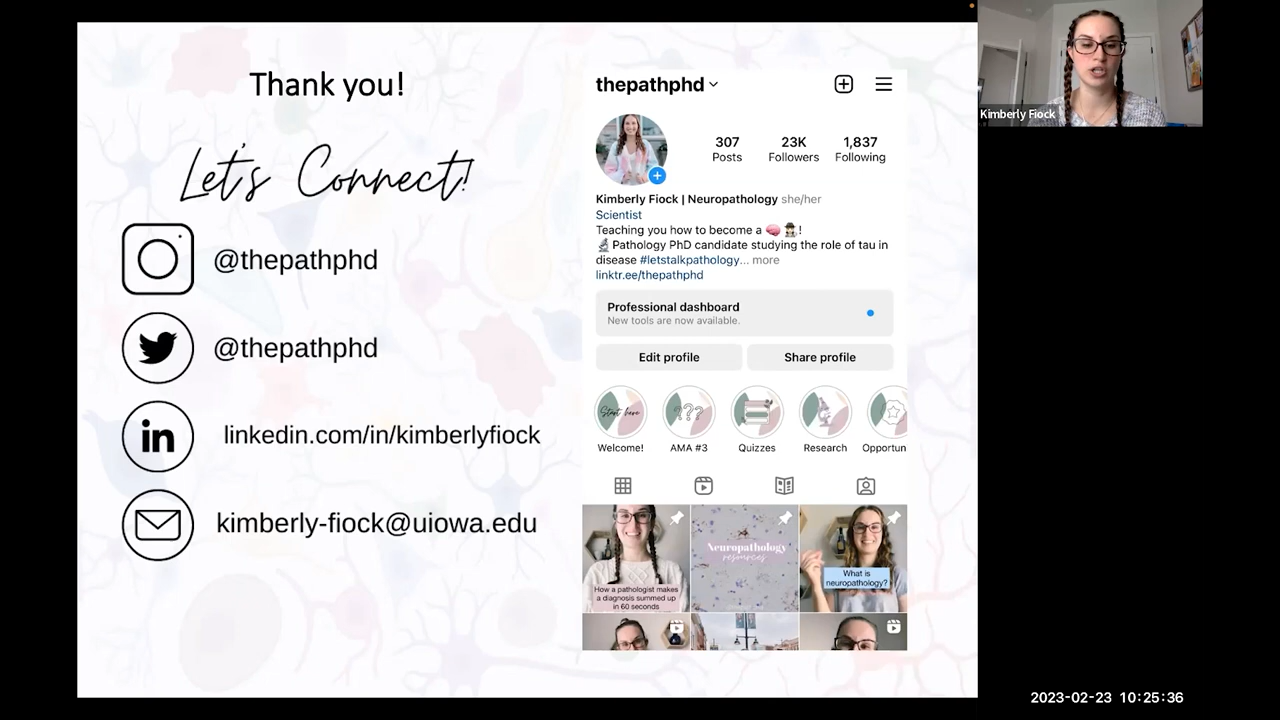 Thank you!
Let's Connect!
@thepathphd
@thepathphd
in
linkedin.com/in/kimberlyfiock
kimberly-fiock@uiowa.edu
thepathphd
307 23K 1,837
Posts Followers Following
Kimberly Fiock | Neuropathology she/her
Scientist
Teaching you how to become a 🧠 🕵️!
🔬Pathology PhD candidate studying the role of tau in
disease #letstalkpathology... more
linktr.ee/thepathphd
Professional dashboard
New tools are now available.
Edit profile Share profile
Start here ???
Welcome! AMA #3 Quizzes Research Opportun
How a pathologist makes
a diagnosis summed up
in 60 seconds
Neuropathology
resources
What is
neuropathology?
Kimberly Fiock
2023-02-23 10:25:36